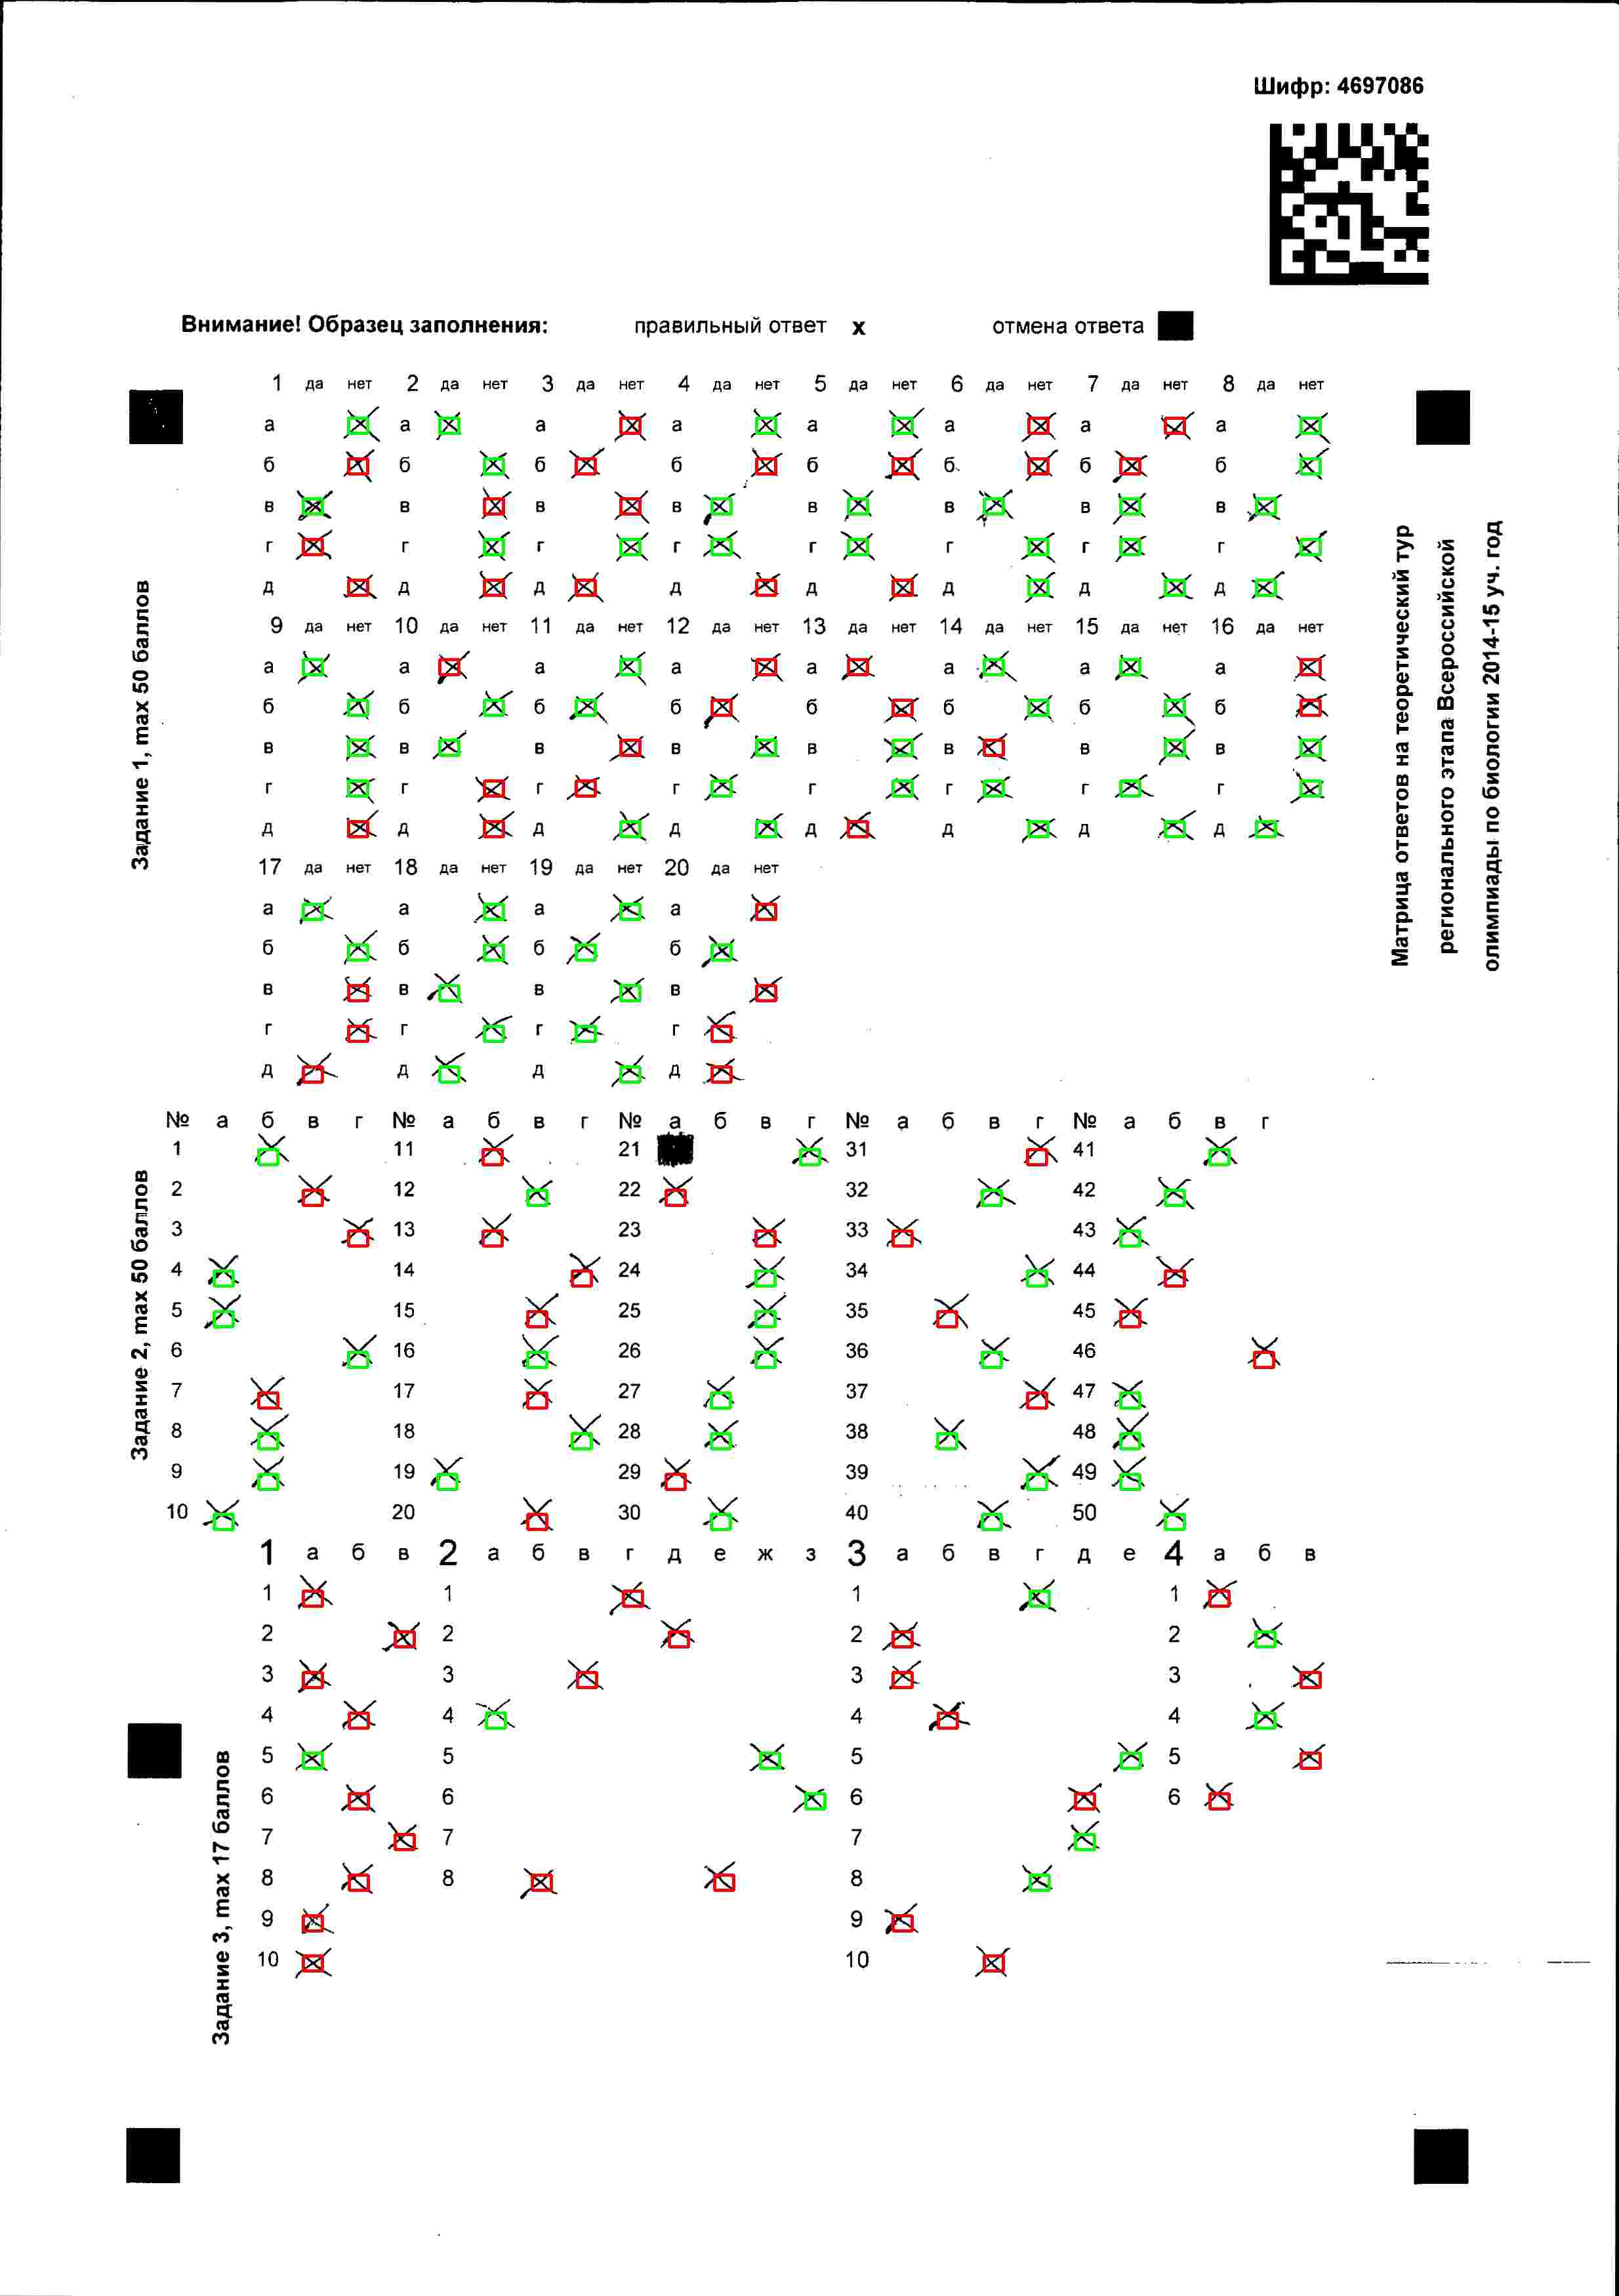 Шифр: 4697086
Внимание! Образец заполнения: правильный ответ х отмена ответа
Задание 1, max 50 баллов
1 да нет 2 да нет 3 да нет 4 да нет 5 да нет 6 да нет 7 да нет 8 да нет
а а а а а а а а
б б б б б б б б
в в в в в в в в
г г г г г г г г
д д д д д д д д
9 да нет 10 да нет 11 да нет 12 да нет 13 да нет 14 да нет 15 да нет 16 да нет
а а а а а а а а
б б б б б б б б
в в в в в в в в
г г г г г г г г
д д д д д д д д
17 да нет 18 да нет 19 да нет 20 да нет
а а а а
б б б б
в в в в
г г г г
д д д д
Матрица ответов на теоретический тур
регионального этапа Всероссийской
олимпиады по биологии 2014-15 уч. год
Задание 2, max 50 баллов
№ а б в г № а б в г № а б в г № а б в г № а б в г
1 11 21 31 41
2 12 22 32 42
3 13 23 33 43
4 14 24 34 44
5 15 25 35 45
6 16 26 36 46
7 17 27 37 47
8 18 28 38 48
9 19 29 39 49
10 20 30 40 50
Задание 3, max 17 баллов
1 а б в 2 а б в г д е ж з 3 а б в г д е 4 а б в
1 1 1 1
2 2 2 2
3 3 3 3
4 4 4 4
5 5 5 5
6 6 6 6
7 7 7
8 8 8
9 9
10 10